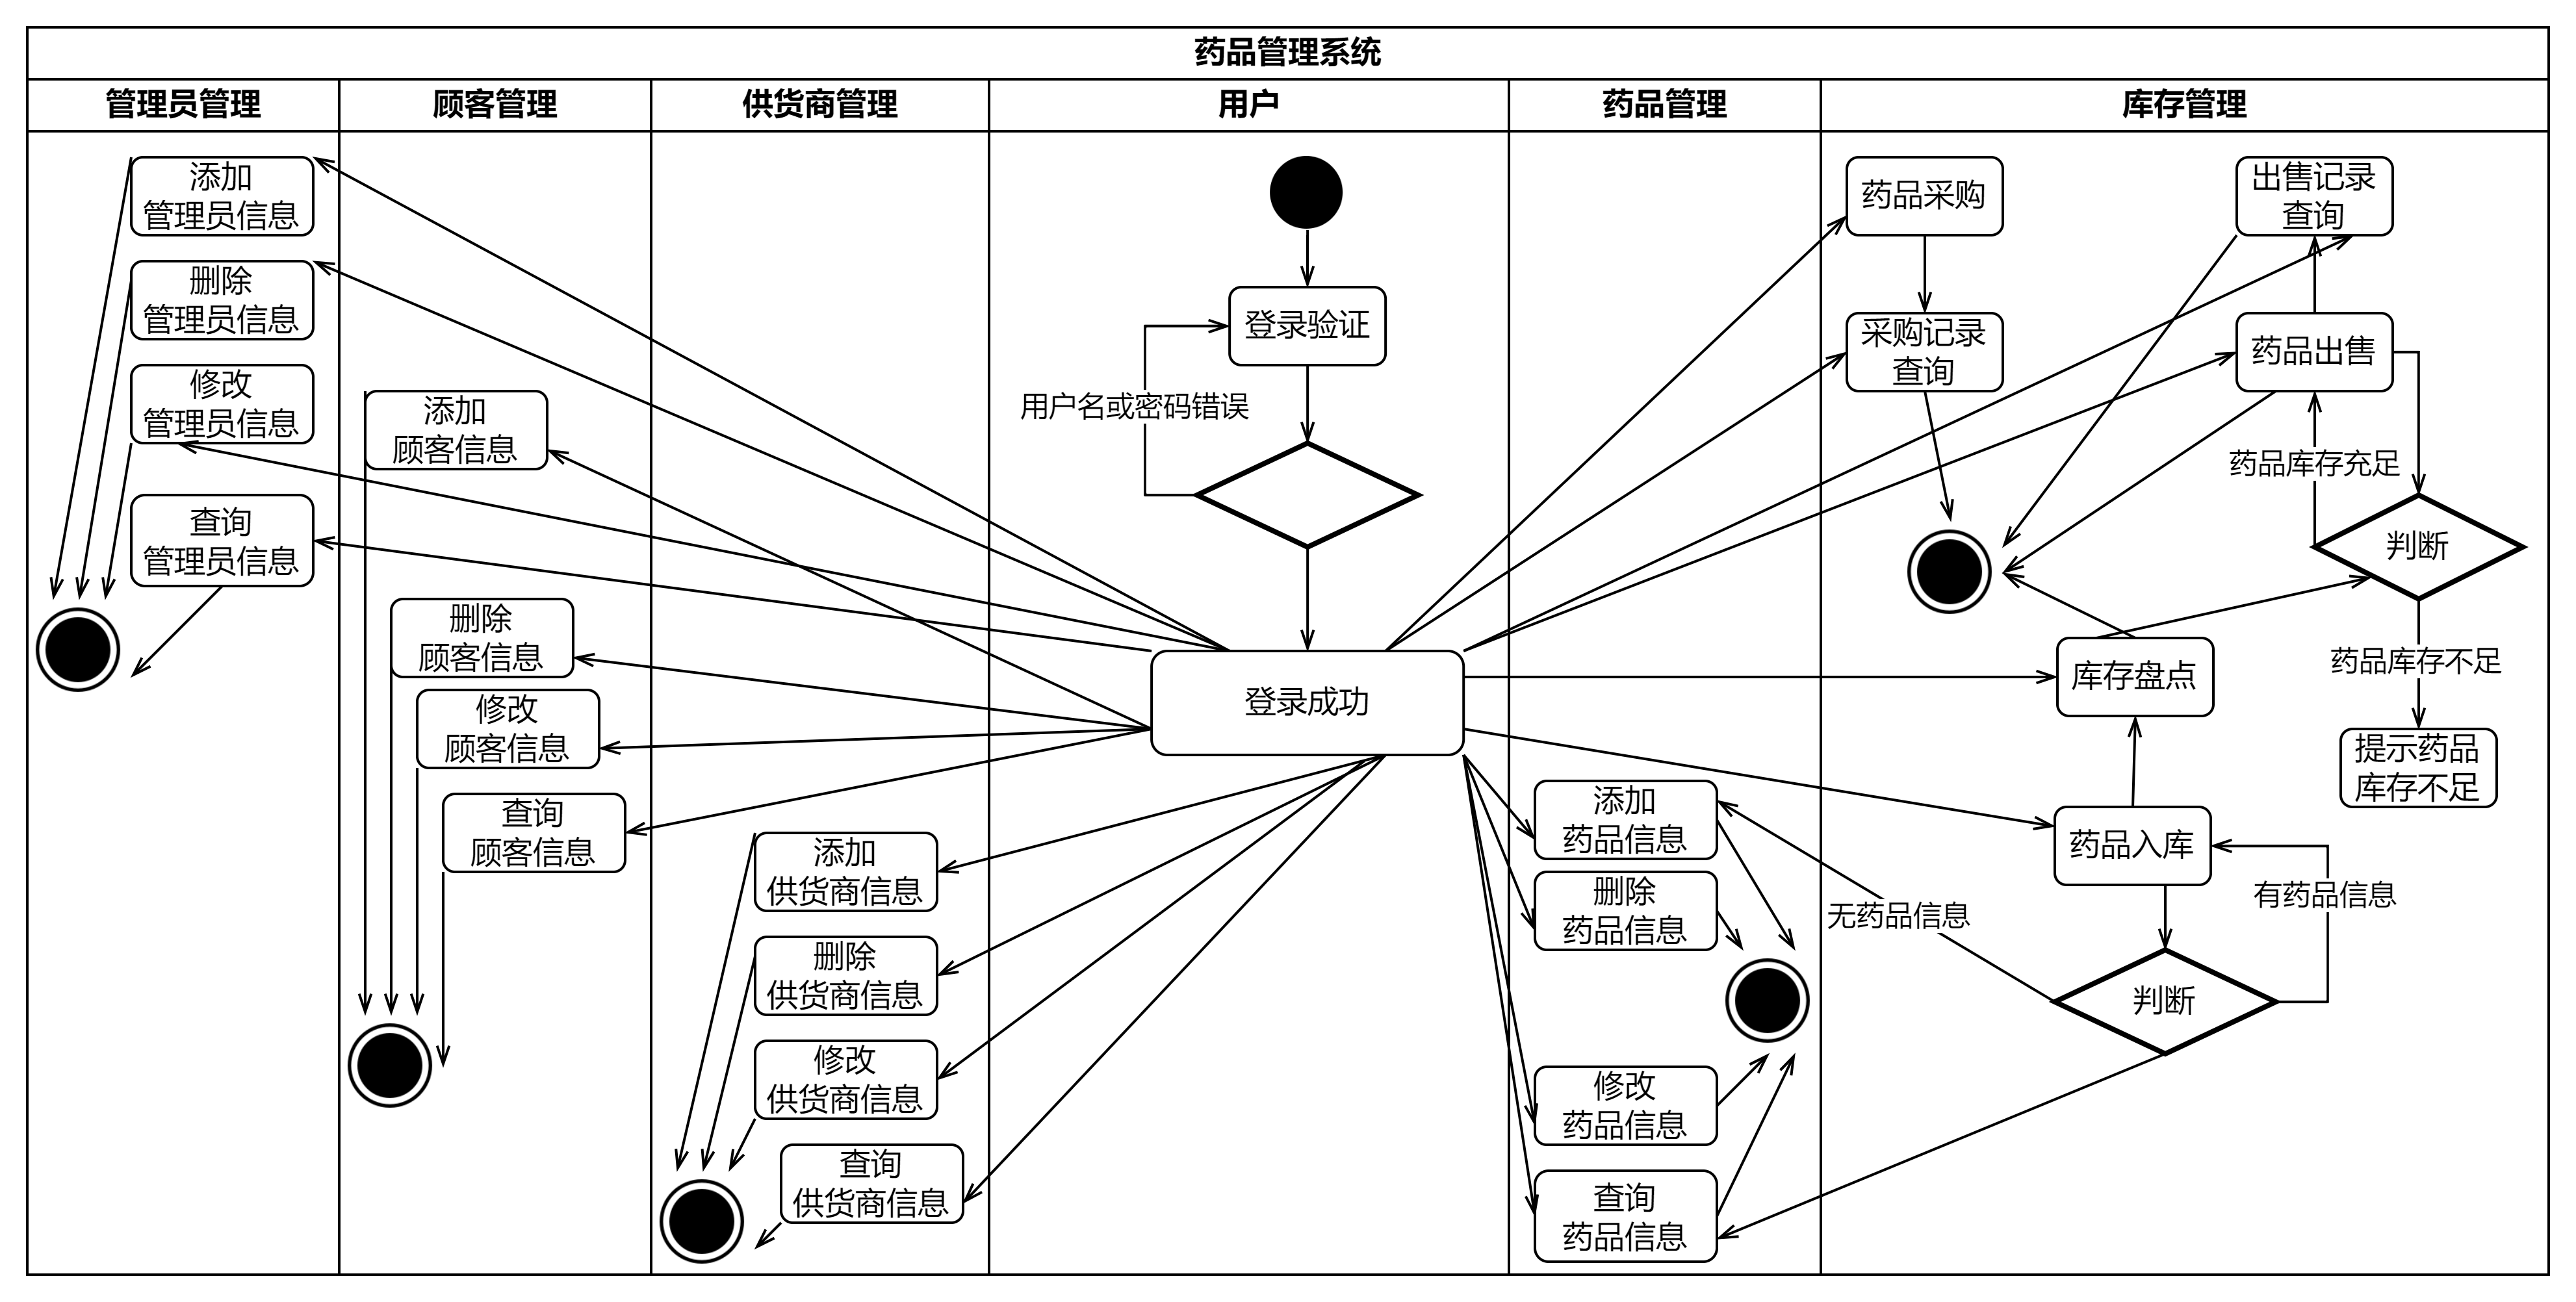 药品管理系统
管理员管理
顾客管理
供货商管理
用户
药品管理
库存管理
添加
管理员信息
删除
管理员信息
修改
管理员信息
查询
管理员信息
添加
顾客信息
删除
顾客信息
修改
顾客信息
查询
顾客信息
添加
供货商信息
删除
供货商信息
修改
供货商信息
查询
供货商信息
登录验证
用户名或密码错误
登录成功
添加
药品信息
删除
药品信息
修改
药品信息
查询
药品信息
药品采购
采购记录
查询
出售记录
查询
药品出售
药品库存充足
判断
药品库存不足
提示药品
库存不足
库存盘点
药品入库
有药品信息
无药品信息
判断